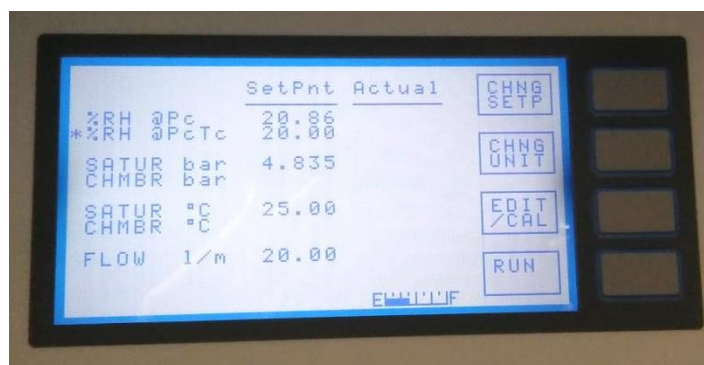 SetPnt Actual
%RH @Pc 20.86
*%RH @PcTc 20.00
SATUR bar 4.835
CHMBR bar
SATUR °C 25.00
CHMBR °C
FLOW l/m 20.00
E F
CHNG
SETP
CHNG
UNIT
EDIT
/CAL
RUN